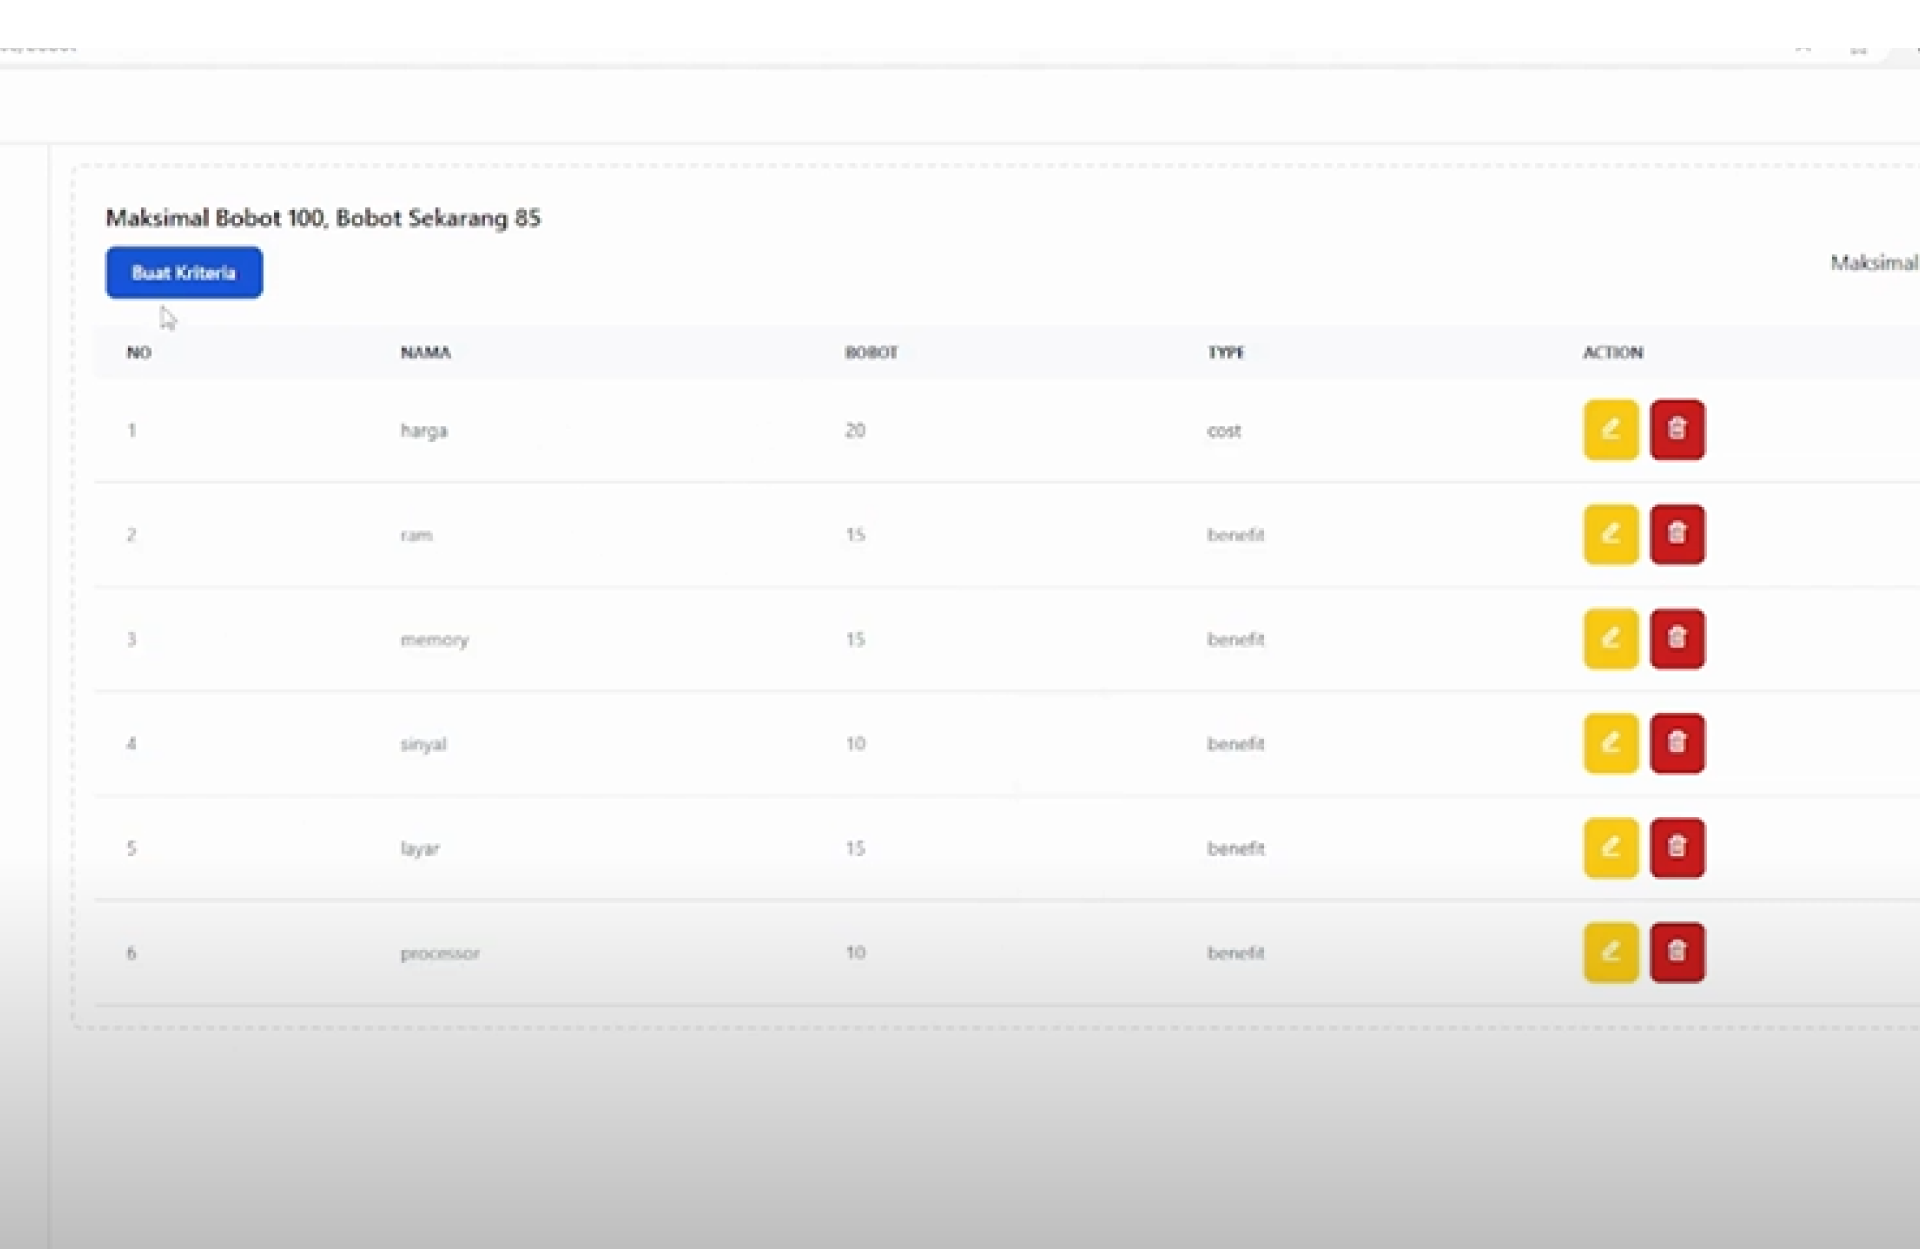 Maksimal Bobot 100, Bobot Sekarang 85
Buat Kriteria
Maksimal
NO NAMA BOBOT TYPE ACTION
1 harga 20 cost
2 ram 15 benefit
3 memory 15 benefit
4 sinyal 10 benefit
5 layar 15 benefit
6 processor 10 benefit